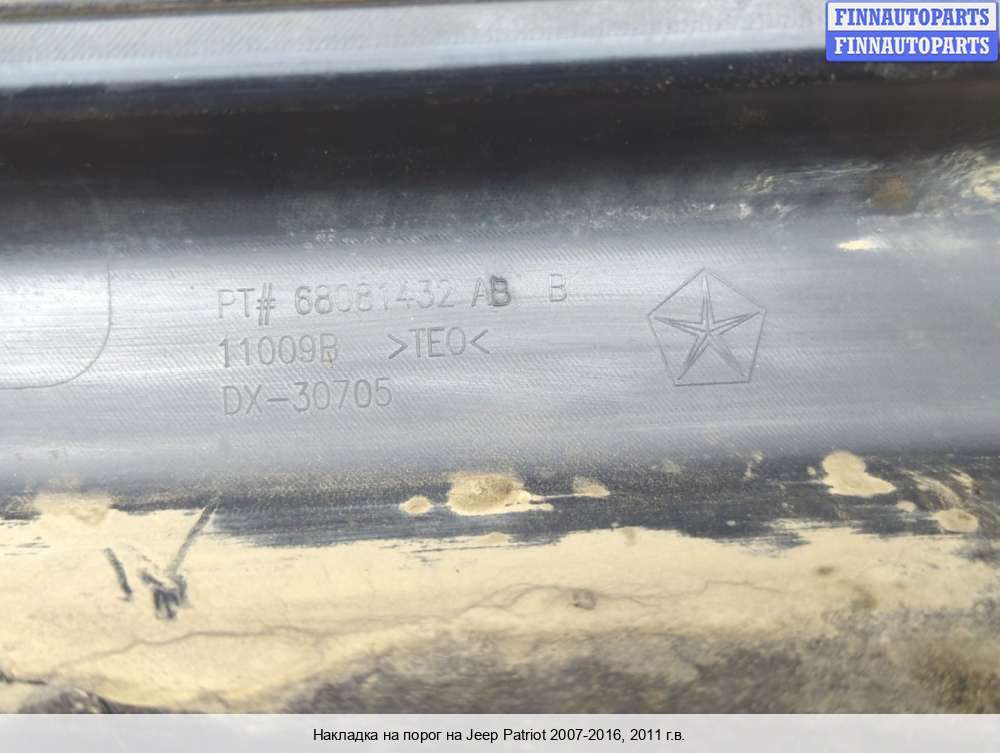 FINNAUTOPARTS
FINNAUTOPARTS
PT# 68081432 AB B
11009B >TEO<
DX-30705
Накладка на порог на Jeep Patriot 2007-2016, 2011 г.в.